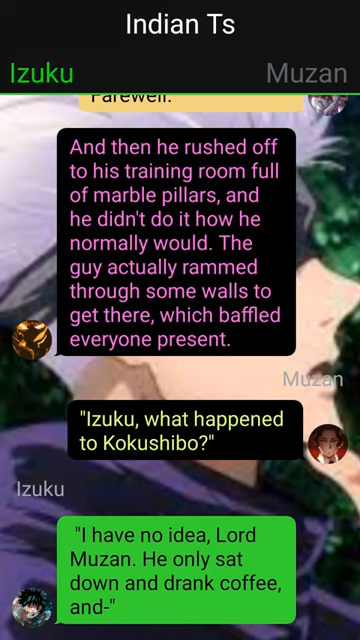 Indian Ts
Izuku
Muzan
Farewell.
And then he rushed off
to his training room full
of marble pillars, and
he didn't do it how he
normally would. The
guy actually rammed
through some walls to
get there, which baffled
everyone present.
Muzan
"Izuku, what happened
to Kokushibo?"
Izuku
"I have no idea, Lord
Muzan. He only sat
down and drank coffee,
and-"